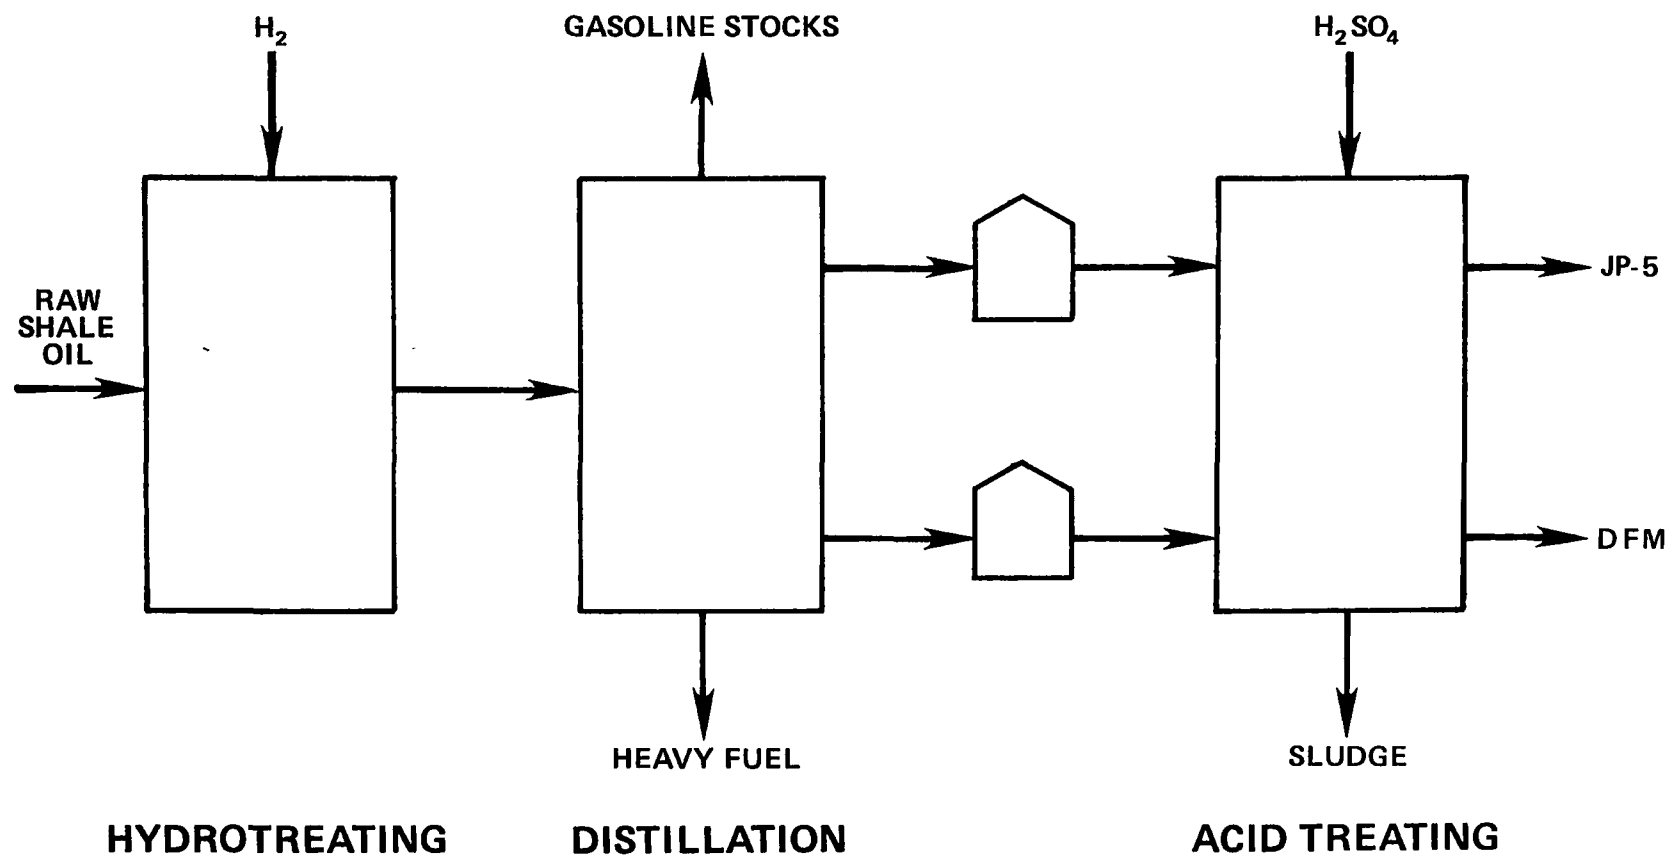 H₂
GASOLINE STOCKS
H₂SO₄
RAW
SHALE
OIL
JP-5
DFM
HEAVY FUEL
SLUDGE
HYDROTREATING
DISTILLATION
ACID TREATING